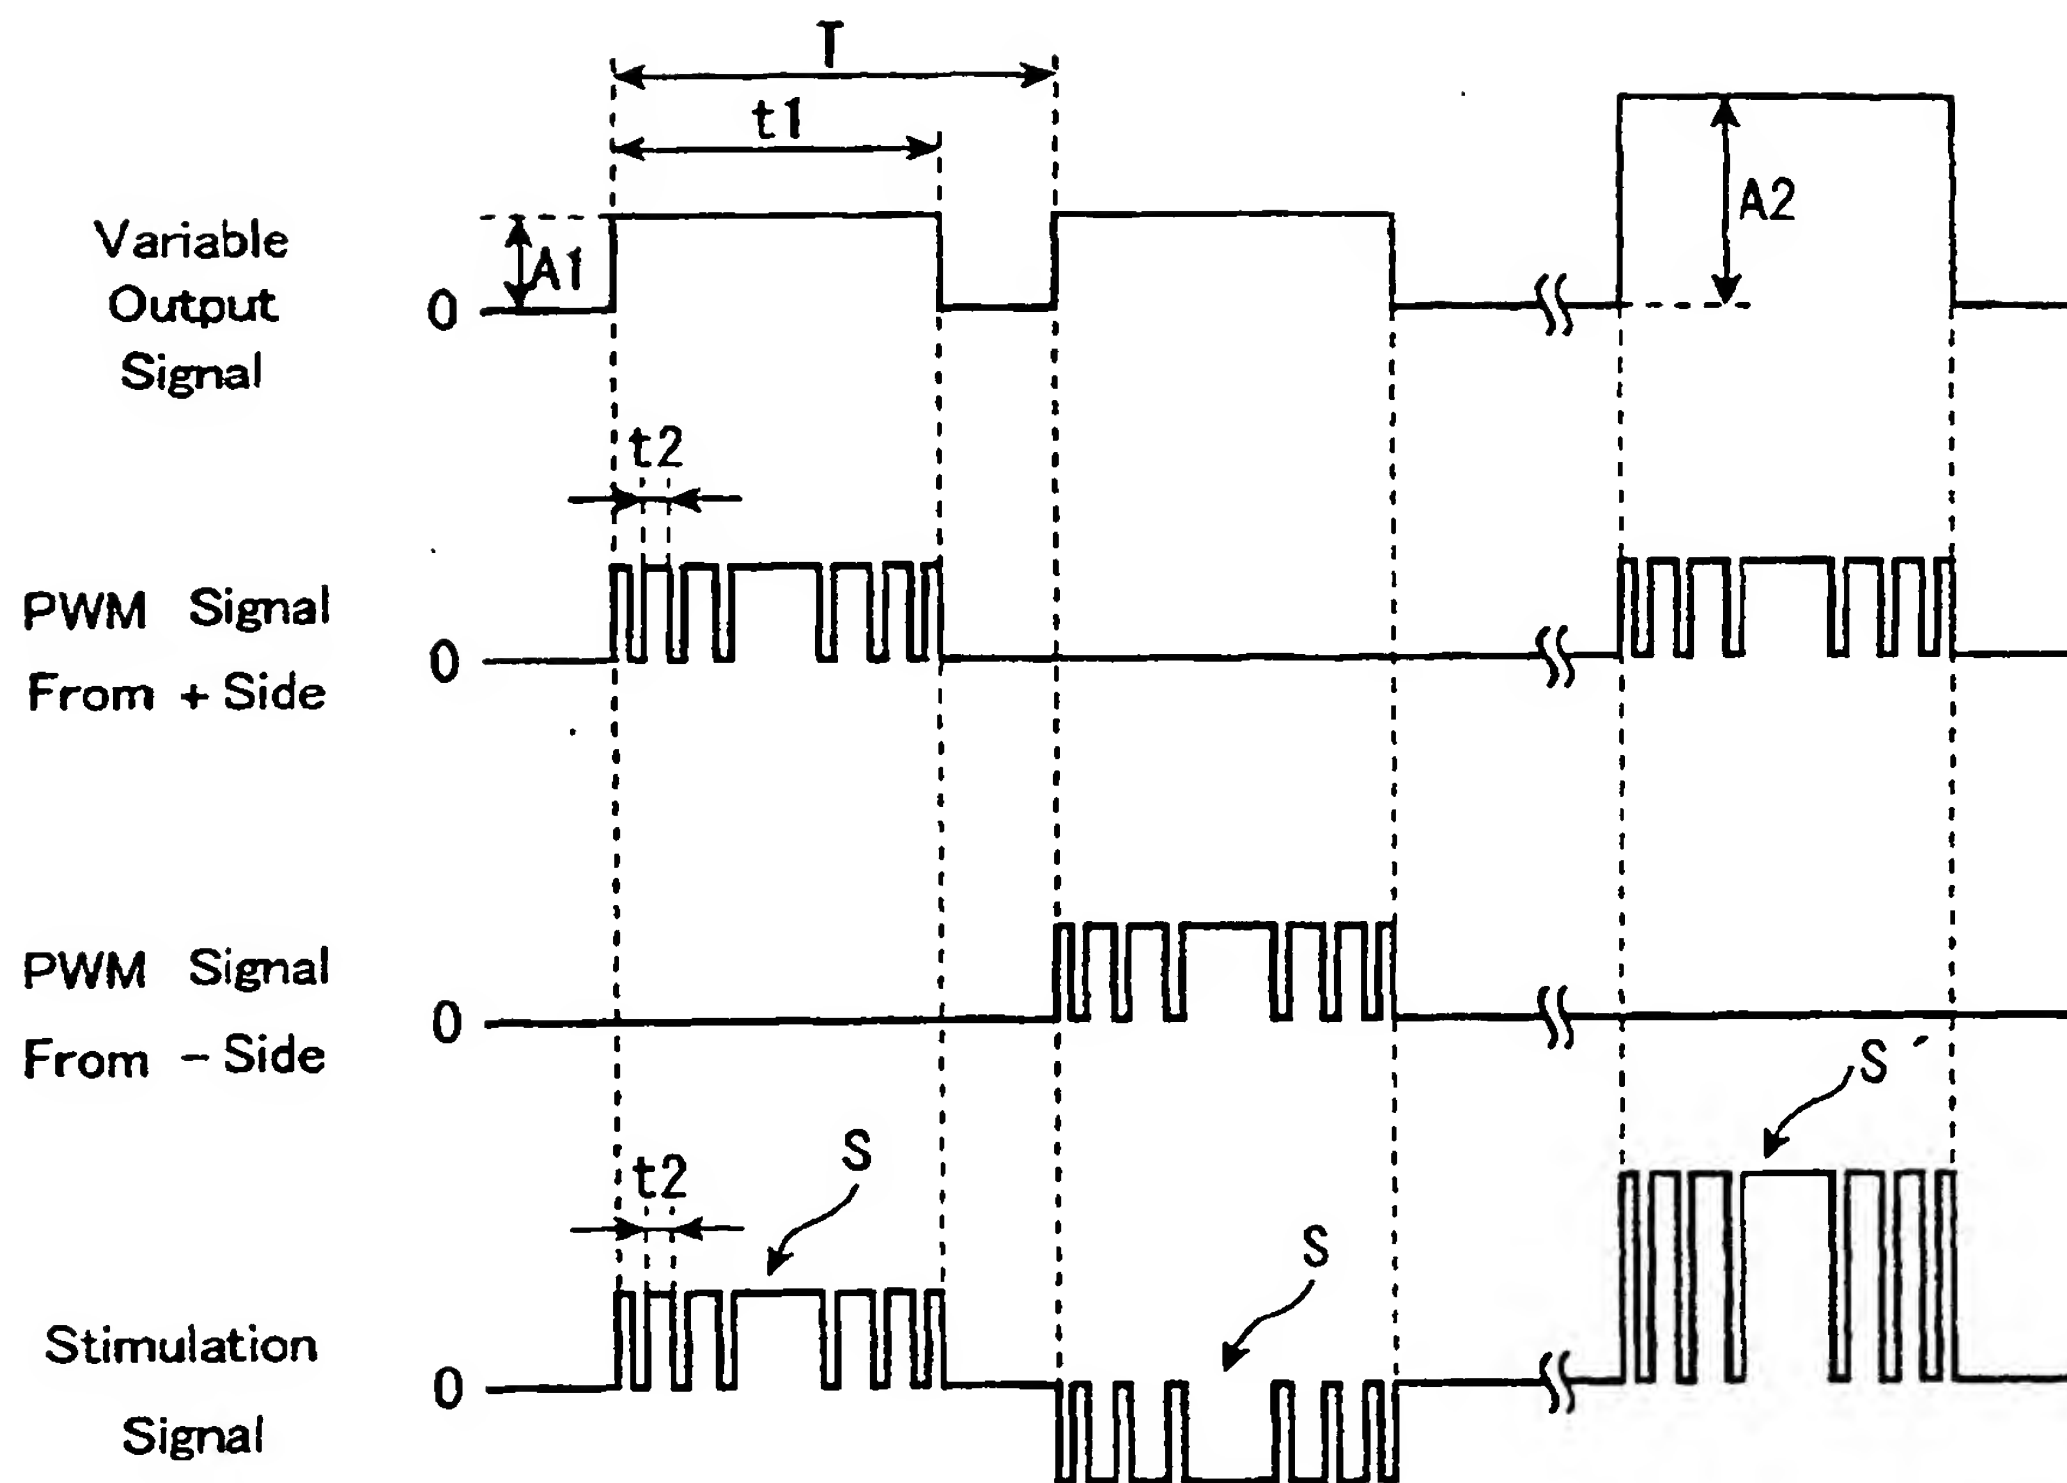 T
t1
Variable
Output
Signal
0
A1
A2
t2
PWM Signal
From + Side
0
PWM Signal
From - Side
0
S´
t2
S
S
Stimulation
Signal
0